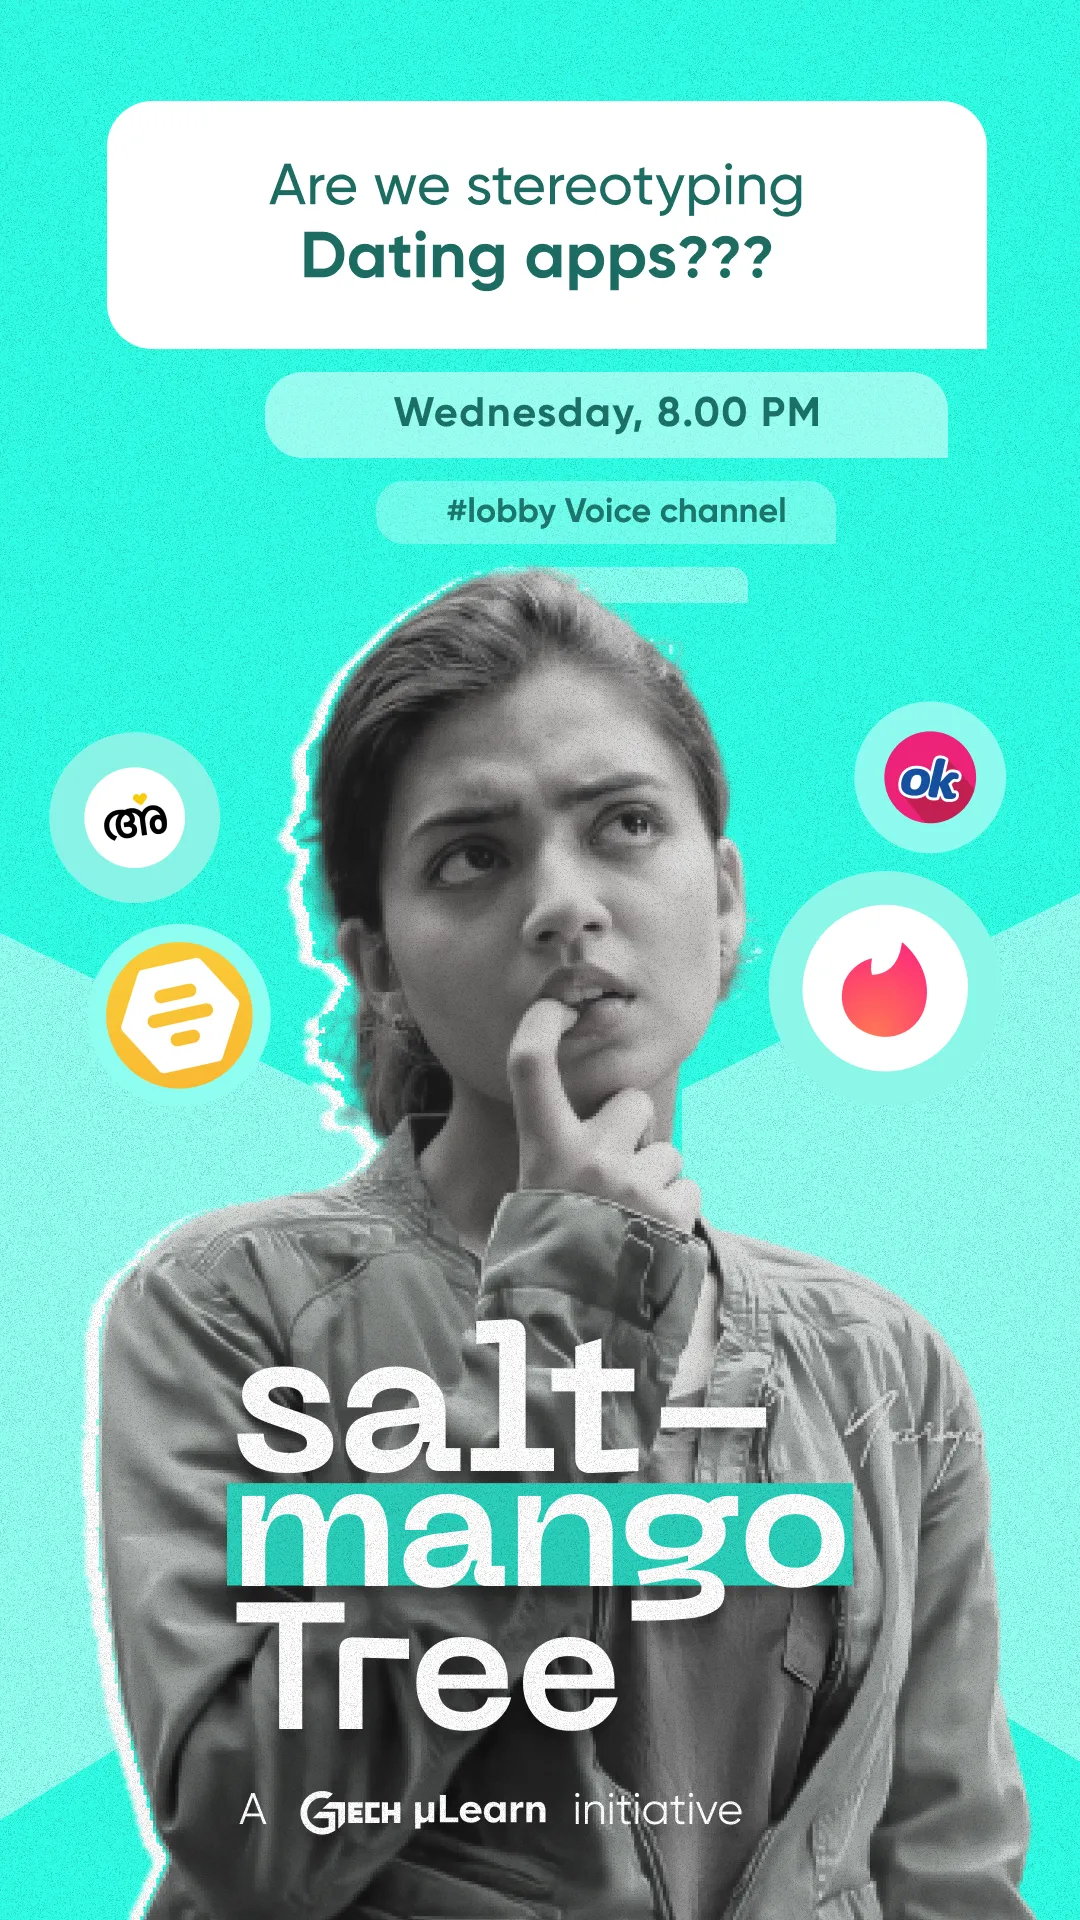 Are we stereotyping
Dating apps???
Wednesday, 8.00 PM
#lobby Voice channel
അ
ok
salt-
mango
Tree
A GTECH µLearn initiative